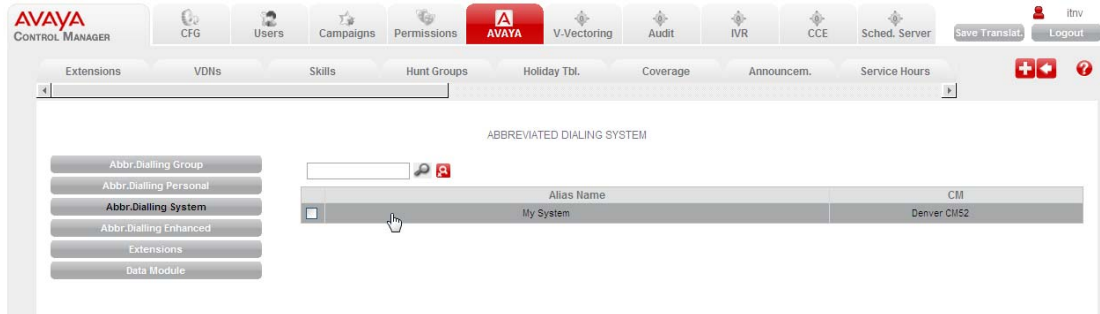 AVAYA
CONTROL MANAGER
CFG
Users
Campaigns
Permissions
AVAYA
V-Vectoring
Audit
IVR
CCE
Sched. Server
itnv
Save Translat.
Logout
Extensions
VDNs
Skills
Hunt Groups
Holiday Tbl.
Coverage
Announcem.
Service Hours
ABBREVIATED DIALING SYSTEM
Abbr.Dialling Group
Abbr.Dialling Personal
Abbr.Dialling System
Abbr.Dialling Enhanced
Extensions
Data Module
Alias Name
CM
My System
Denver CM52